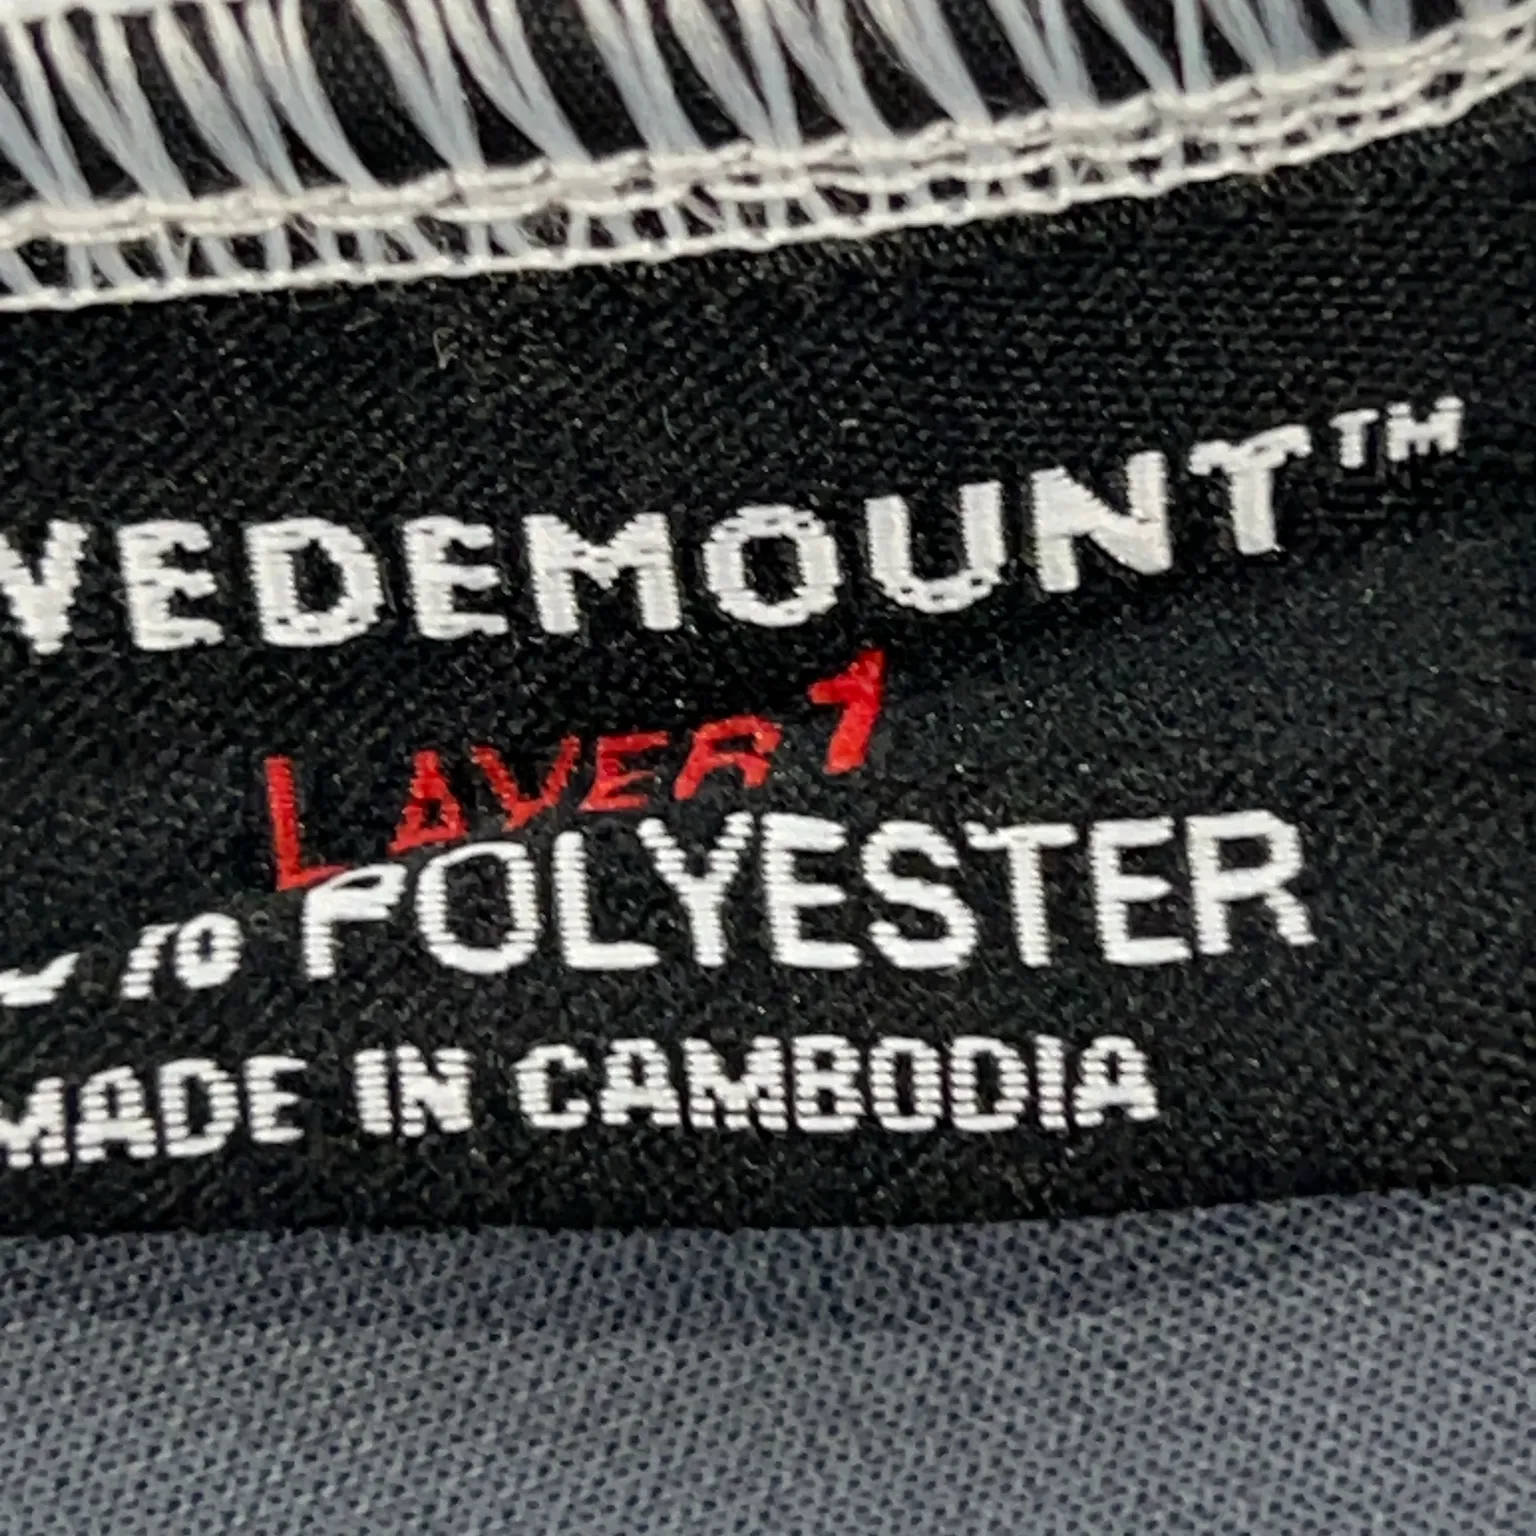 VEDEMOUNT™
LAYER 1
POLYESTER
MADE IN CAMBODIA